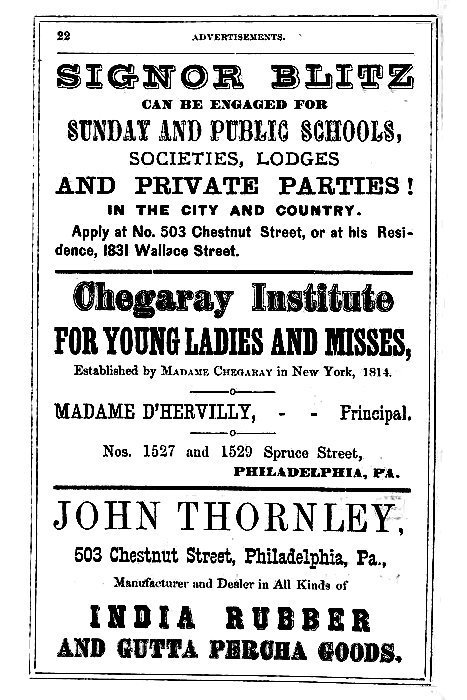 22 ADVERTISEMENTS.
SIGNOR BLITZ
CAN BE ENGAGED FOR
SUNDAY AND PUBLIC SCHOOLS,
SOCIETIES, LODGES
AND PRIVATE PARTIES!
IN THE CITY AND COUNTRY.
Apply at No. 503 Chestnut Street, or at his Resi-
dence, 1831 Wallace Street.
Chegaray Institute
FOR YOUNG LADIES AND MISSES,
Established by MADAME CHEGARAY in New York, 1814.
MADAME D'HERVILLY, - - Principal.
Nos. 1527 and 1529 Spruce Street,
PHILADELPHIA, PA.
JOHN THORNLEY,
503 Chestnut Street, Philadelphia, Pa.,
Manufacturer and Dealer in All Kinds of
INDIA RUBBER
AND GUTTA PERCHA GOODS.